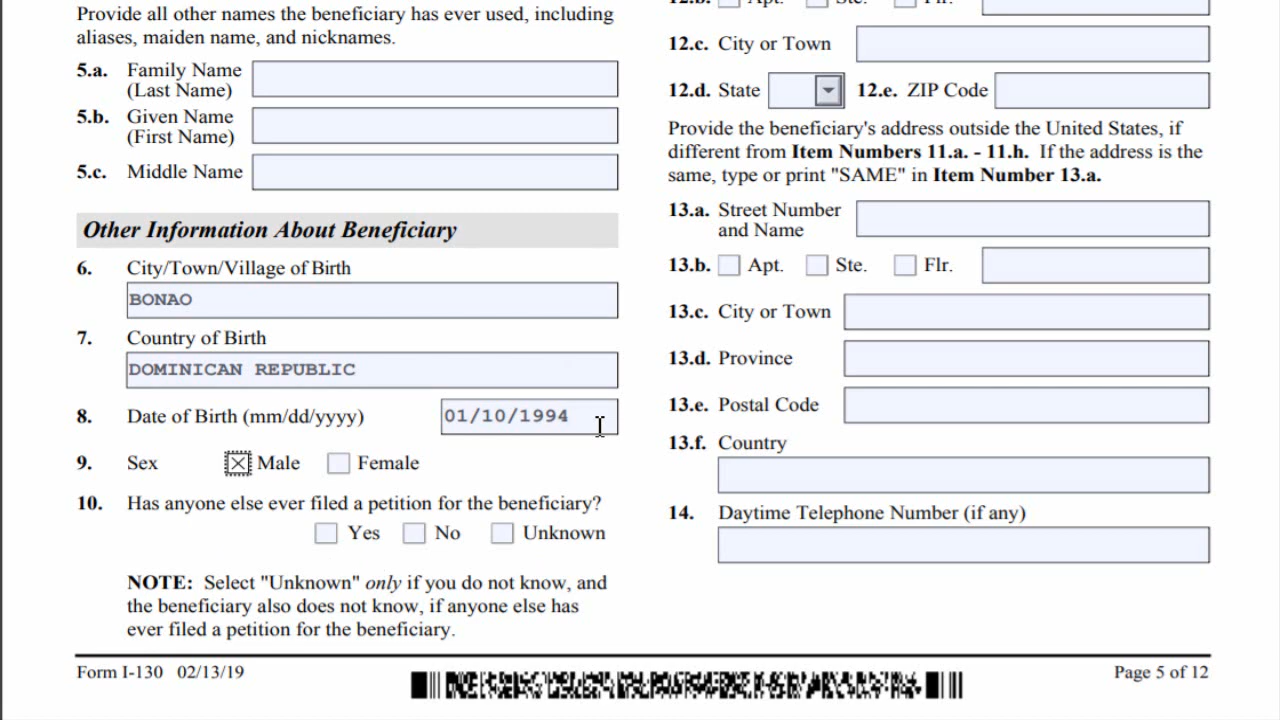 Provide all other names the beneficiary has ever used, including
aliases, maiden name, and nicknames.
5.a. Family Name
(Last Name)
5.b. Given Name
(First Name)
5.c. Middle Name
Other Information About Beneficiary
6. City/Town/Village of Birth
BONAO
7. Country of Birth
DOMINICAN REPUBLIC
8. Date of Birth (mm/dd/yyyy) 01/10/1994
9. Sex Male Female
10. Has anyone else ever filed a petition for the beneficiary?
Yes No Unknown
NOTE: Select "Unknown" only if you do not know, and
the beneficiary also does not know, if anyone else has
ever filed a petition for the beneficiary.
12.b. Apt. Ste. Flr.
12.c. City or Town
12.d. State 12.e. ZIP Code
Provide the beneficiary's address outside the United States, if
different from Item Numbers 11.a. - 11.h. If the address is the
same, type or print "SAME" in Item Number 13.a.
13.a. Street Number
and Name
13.b. Apt. Ste. Flr.
13.c. City or Town
13.d. Province
13.e. Postal Code
13.f. Country
14. Daytime Telephone Number (if any)
Form I-130 02/13/19
Page 5 of 12